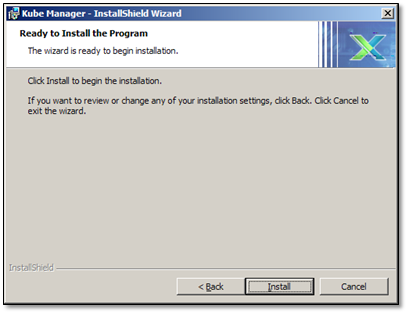 Kube Manager - InstallShield Wizard
Ready to Install the Program
The wizard is ready to begin installation.
Click Install to begin the installation.
If you want to review or change any of your installation settings, click Back. Click Cancel to
exit the wizard.
InstallShield
< Back
Install
Cancel